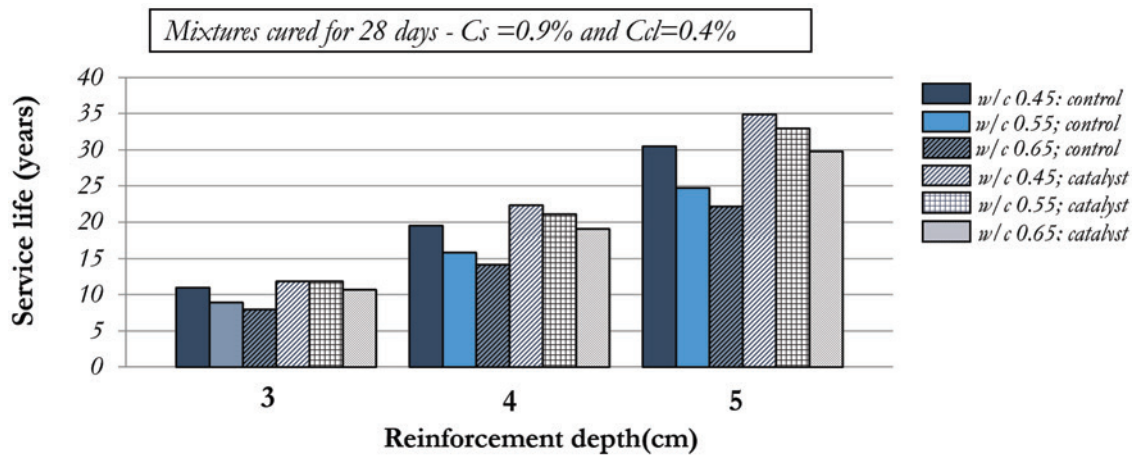 Mixtures cured for 28 days - Cs =0.9% and Ccl=0.4%
Service life (years)
40
35
30
25
20
15
10
5
0
3
4
5
Reinforcement depth(cm)
w/c 0.45: control
w/c 0.55; control
w/c 0.65; control
w/c 0.45; catalyst
w/c 0.55; catalyst
w/c 0.65: catalyst